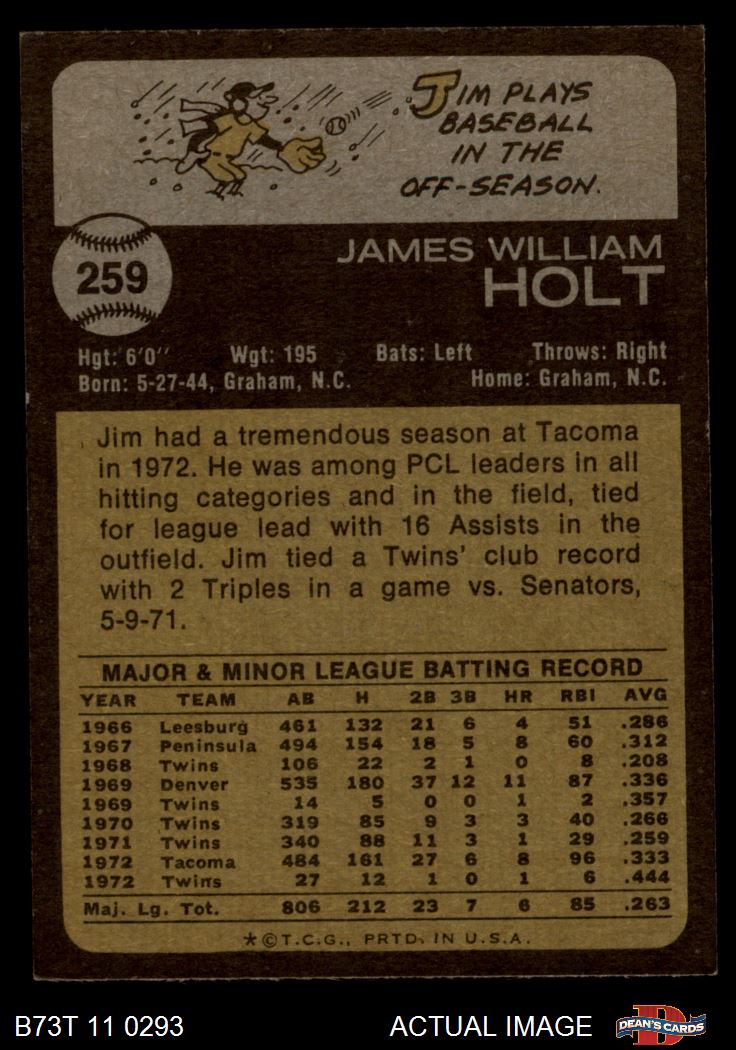 JIM PLAYS
BASEBALL
IN THE
OFF-SEASON.
259
JAMES WILLIAM
HOLT
Hgt: 6'0" Wgt: 195 Bats: Left Throws: Right
Born: 5-27-44, Graham, N.C. Home: Graham, N.C.
Jim had a tremendous season at Tacoma
in 1972. He was among PCL leaders in all
hitting categories and in the field, tied
for league lead with 16 Assists in the
outfield. Jim tied a Twins' club record
with 2 Triples in a game vs. Senators,
5-9-71.
MAJOR & MINOR LEAGUE BATTING RECORD
YEAR TEAM AB H 2B 3B HR RBI AVG
1966 Leesburg 461 132 21 6 4 51 .286
1967 Peninsula 494 154 18 5 8 60 .312
1968 Twins 106 22 2 1 0 8 .208
1969 Denver 535 180 37 12 11 87 .336
1969 Twins 14 5 0 0 1 2 .357
1970 Twins 319 85 9 3 3 40 .266
1971 Twins 340 88 11 3 1 29 .259
1972 Tacoma 484 161 27 6 8 96 .333
1972 Twins 27 12 1 0 1 6 .444
Maj. Lg. Tot. 806 212 23 7 6 85 .263
★©T.C.G., PRTD. IN U.S.A.
B73T 11 0293 ACTUAL IMAGE D DEAN'S CARDS